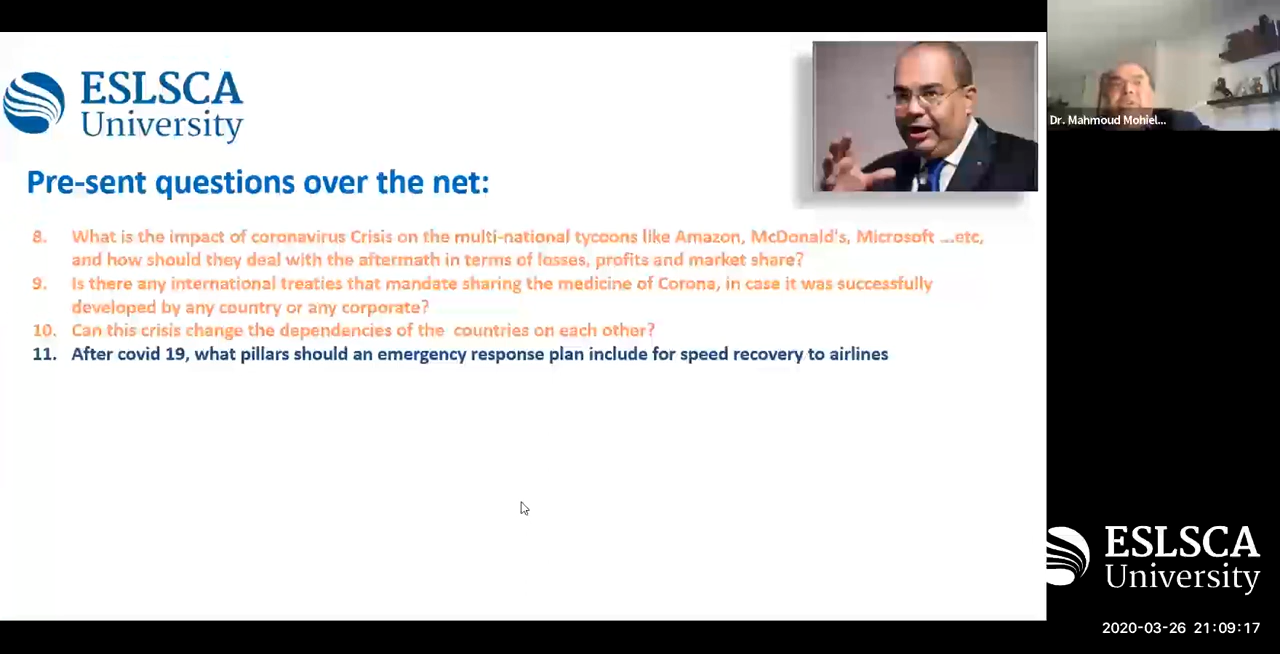 ESLSCA
University
Dr. Mahmoud Mohiel...
Pre-sent questions over the net:
8. What is the impact of coronavirus Crisis on the multi-national tycoons like Amazon, McDonald's, Microsoft ...etc,
and how should they deal with the aftermath in terms of losses, profits and market share?
9. Is there any international treaties that mandate sharing the medicine of Corona, in case it was successfully
developed by any country or any corporate?
10. Can this crisis change the dependencies of the countries on each other?
11. After covid 19, what pillars should an emergency response plan include for speed recovery to airlines
ESLSCA
University
2020-03-26 21:09:17